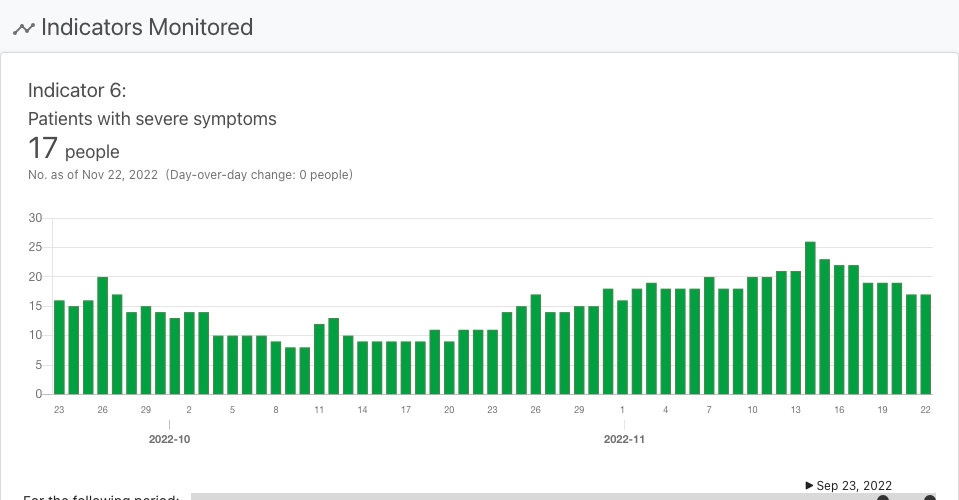 Indicators Monitored
Indicator 6:
Patients with severe symptoms
17 people
No. as of Nov 22, 2022 (Day-over-day change: 0 people)
30
25
20
15
10
5
0
23 26 29 2 5 8 11 14 17 20 23 26 29 1 4 7 10 13 16 19 22
2022-10 2022-11
Sep 23, 2022
For the following period: